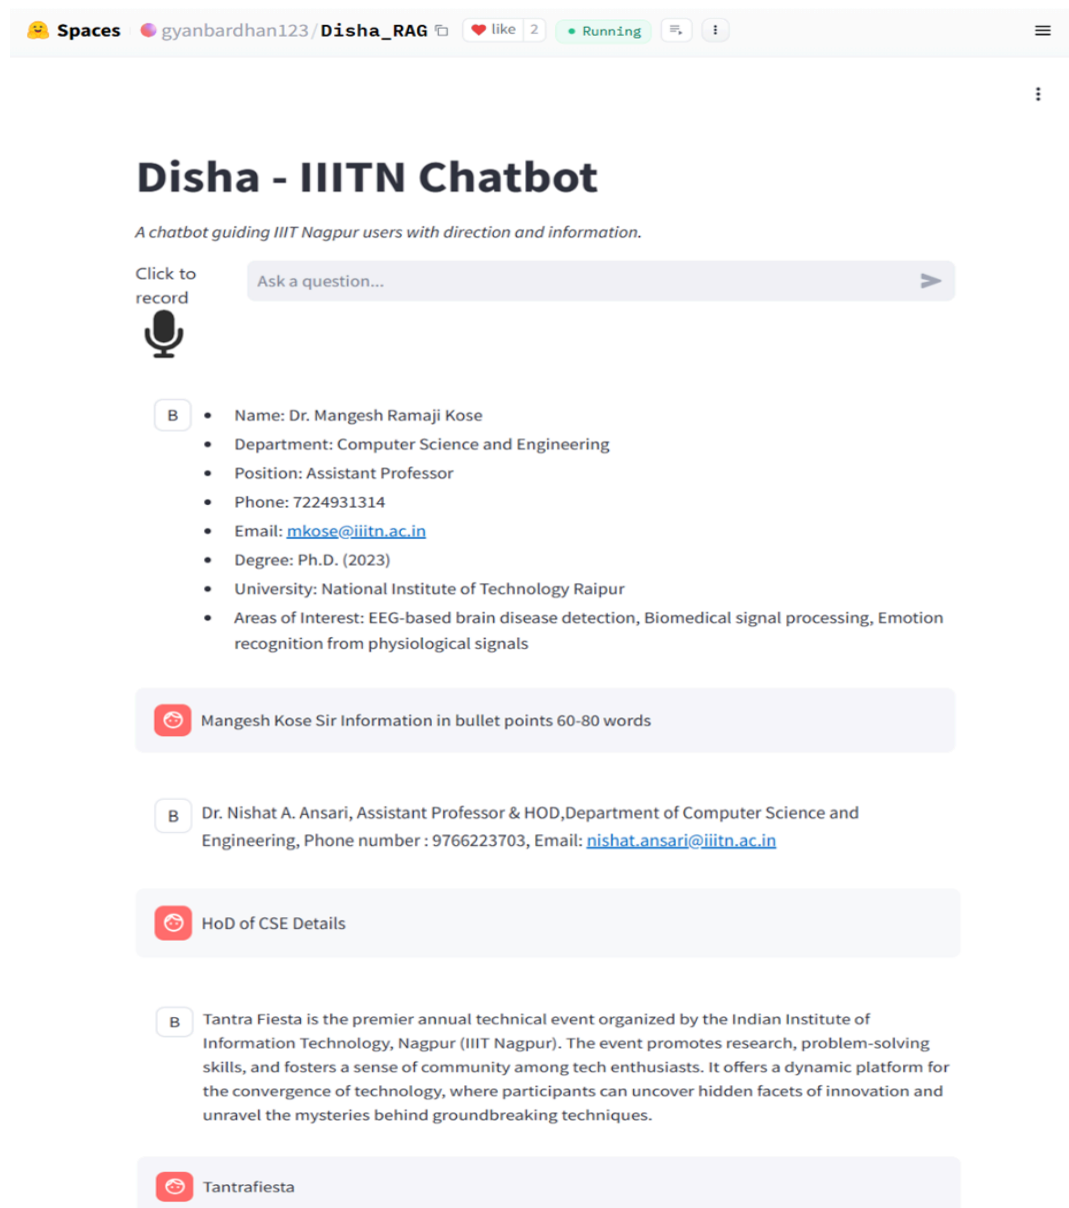 Spaces gyanbardhan123/Disha_RAG like 2 Running
Disha - IIITN Chatbot
A chatbot guiding IIIT Nagpur users with direction and information.
Click to
record
Ask a question...
B
• Name: Dr. Mangesh Ramaji Kose
• Department: Computer Science and Engineering
• Position: Assistant Professor
• Phone: 7224931314
• Email: mkose@iiitn.ac.in
• Degree: Ph.D. (2023)
• University: National Institute of Technology Raipur
• Areas of Interest: EEG-based brain disease detection, Biomedical signal processing, Emotion
recognition from physiological signals
Mangesh Kose Sir Information in bullet points 60-80 words
B
Dr. Nishat A. Ansari, Assistant Professor & HOD,Department of Computer Science and
Engineering, Phone number : 9766223703, Email: nishat.ansari@iiitn.ac.in
HoD of CSE Details
B
Tantra Fiesta is the premier annual technical event organized by the Indian Institute of
Information Technology, Nagpur (IIIT Nagpur). The event promotes research, problem-solving
skills, and fosters a sense of community among tech enthusiasts. It offers a dynamic platform for
the convergence of technology, where participants can uncover hidden facets of innovation and
unravel the mysteries behind groundbreaking techniques.
Tantrafiesta